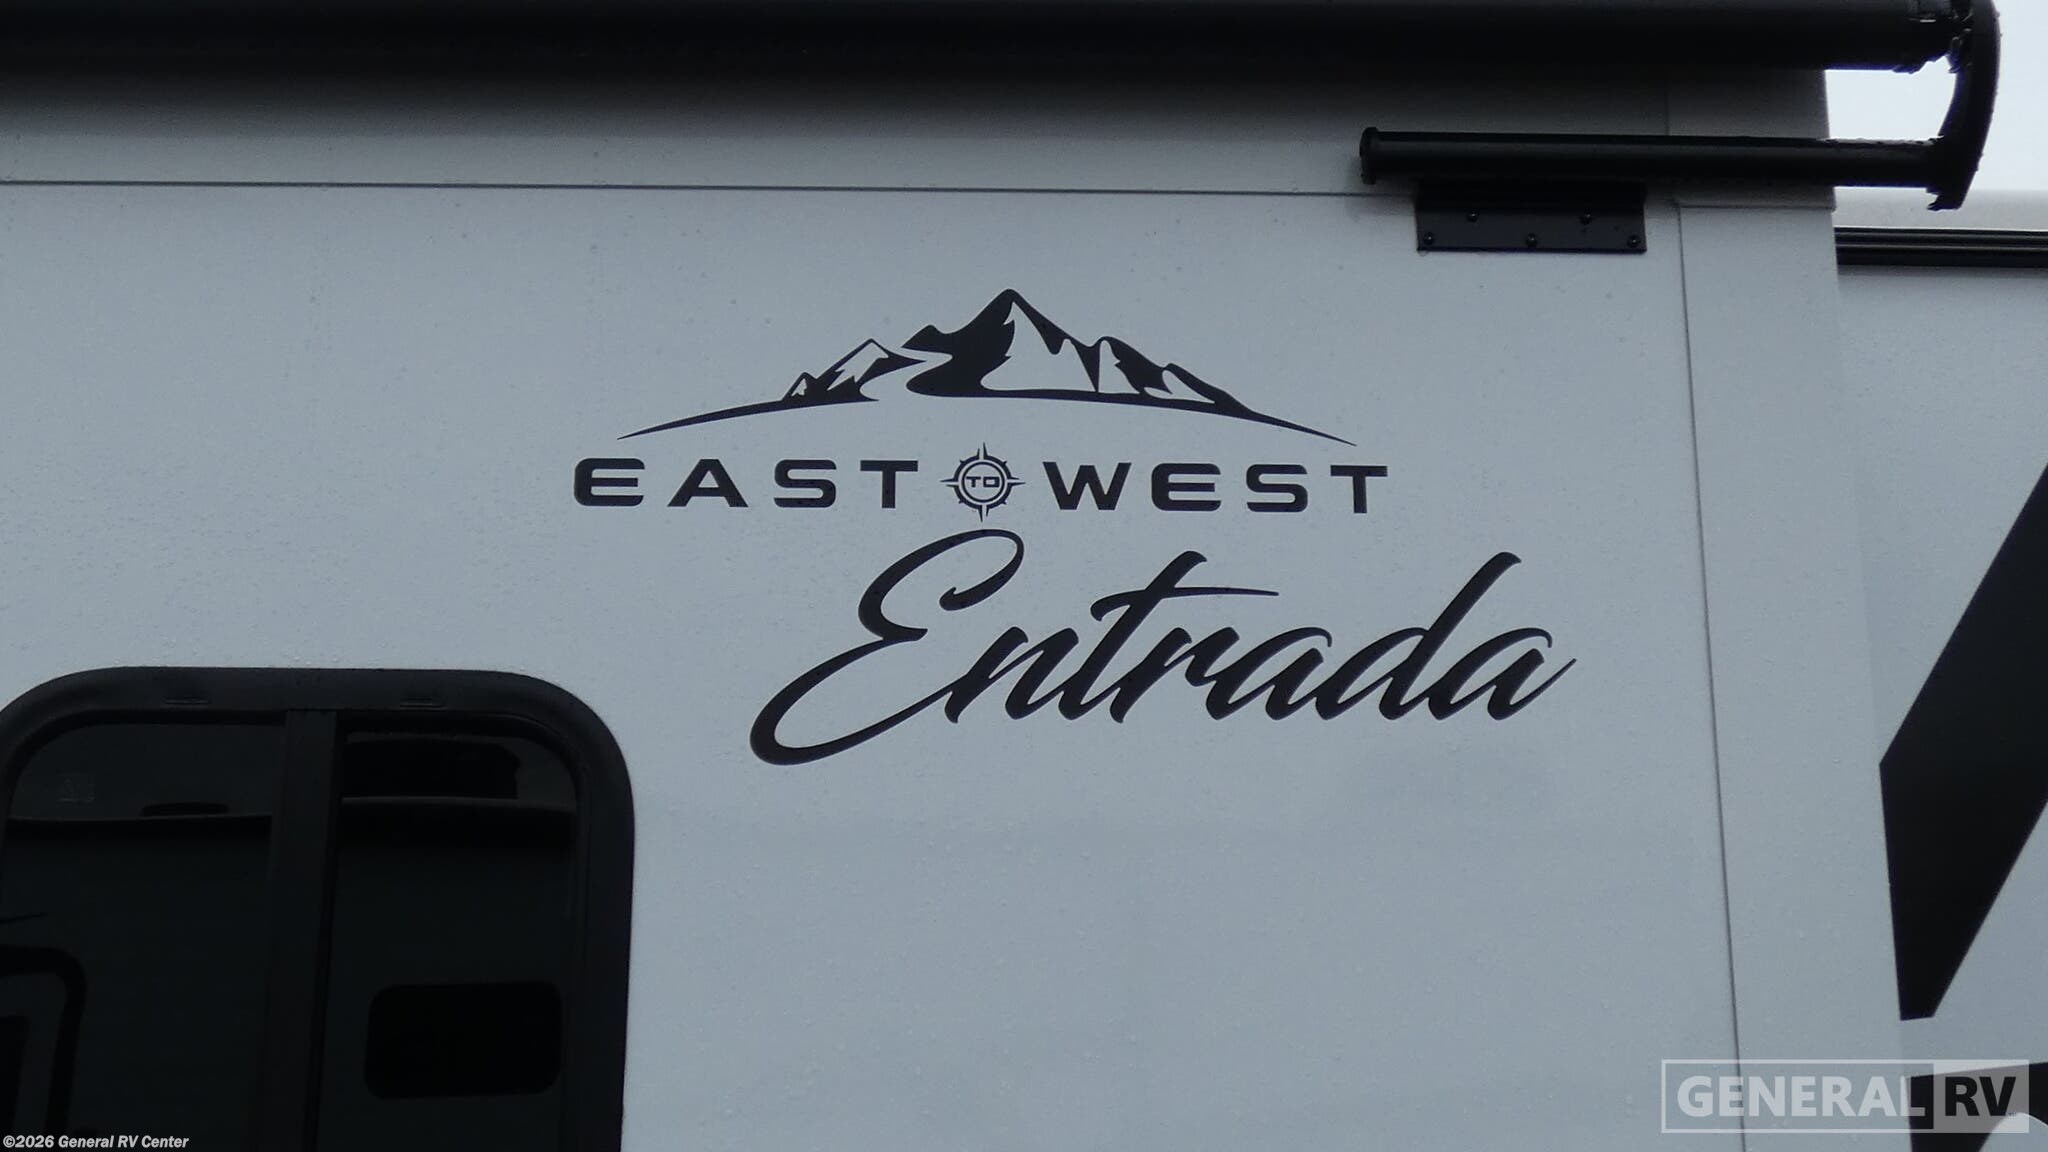 EAST TO WEST
Entrada
GENERAL RV
©2026 General RV Center